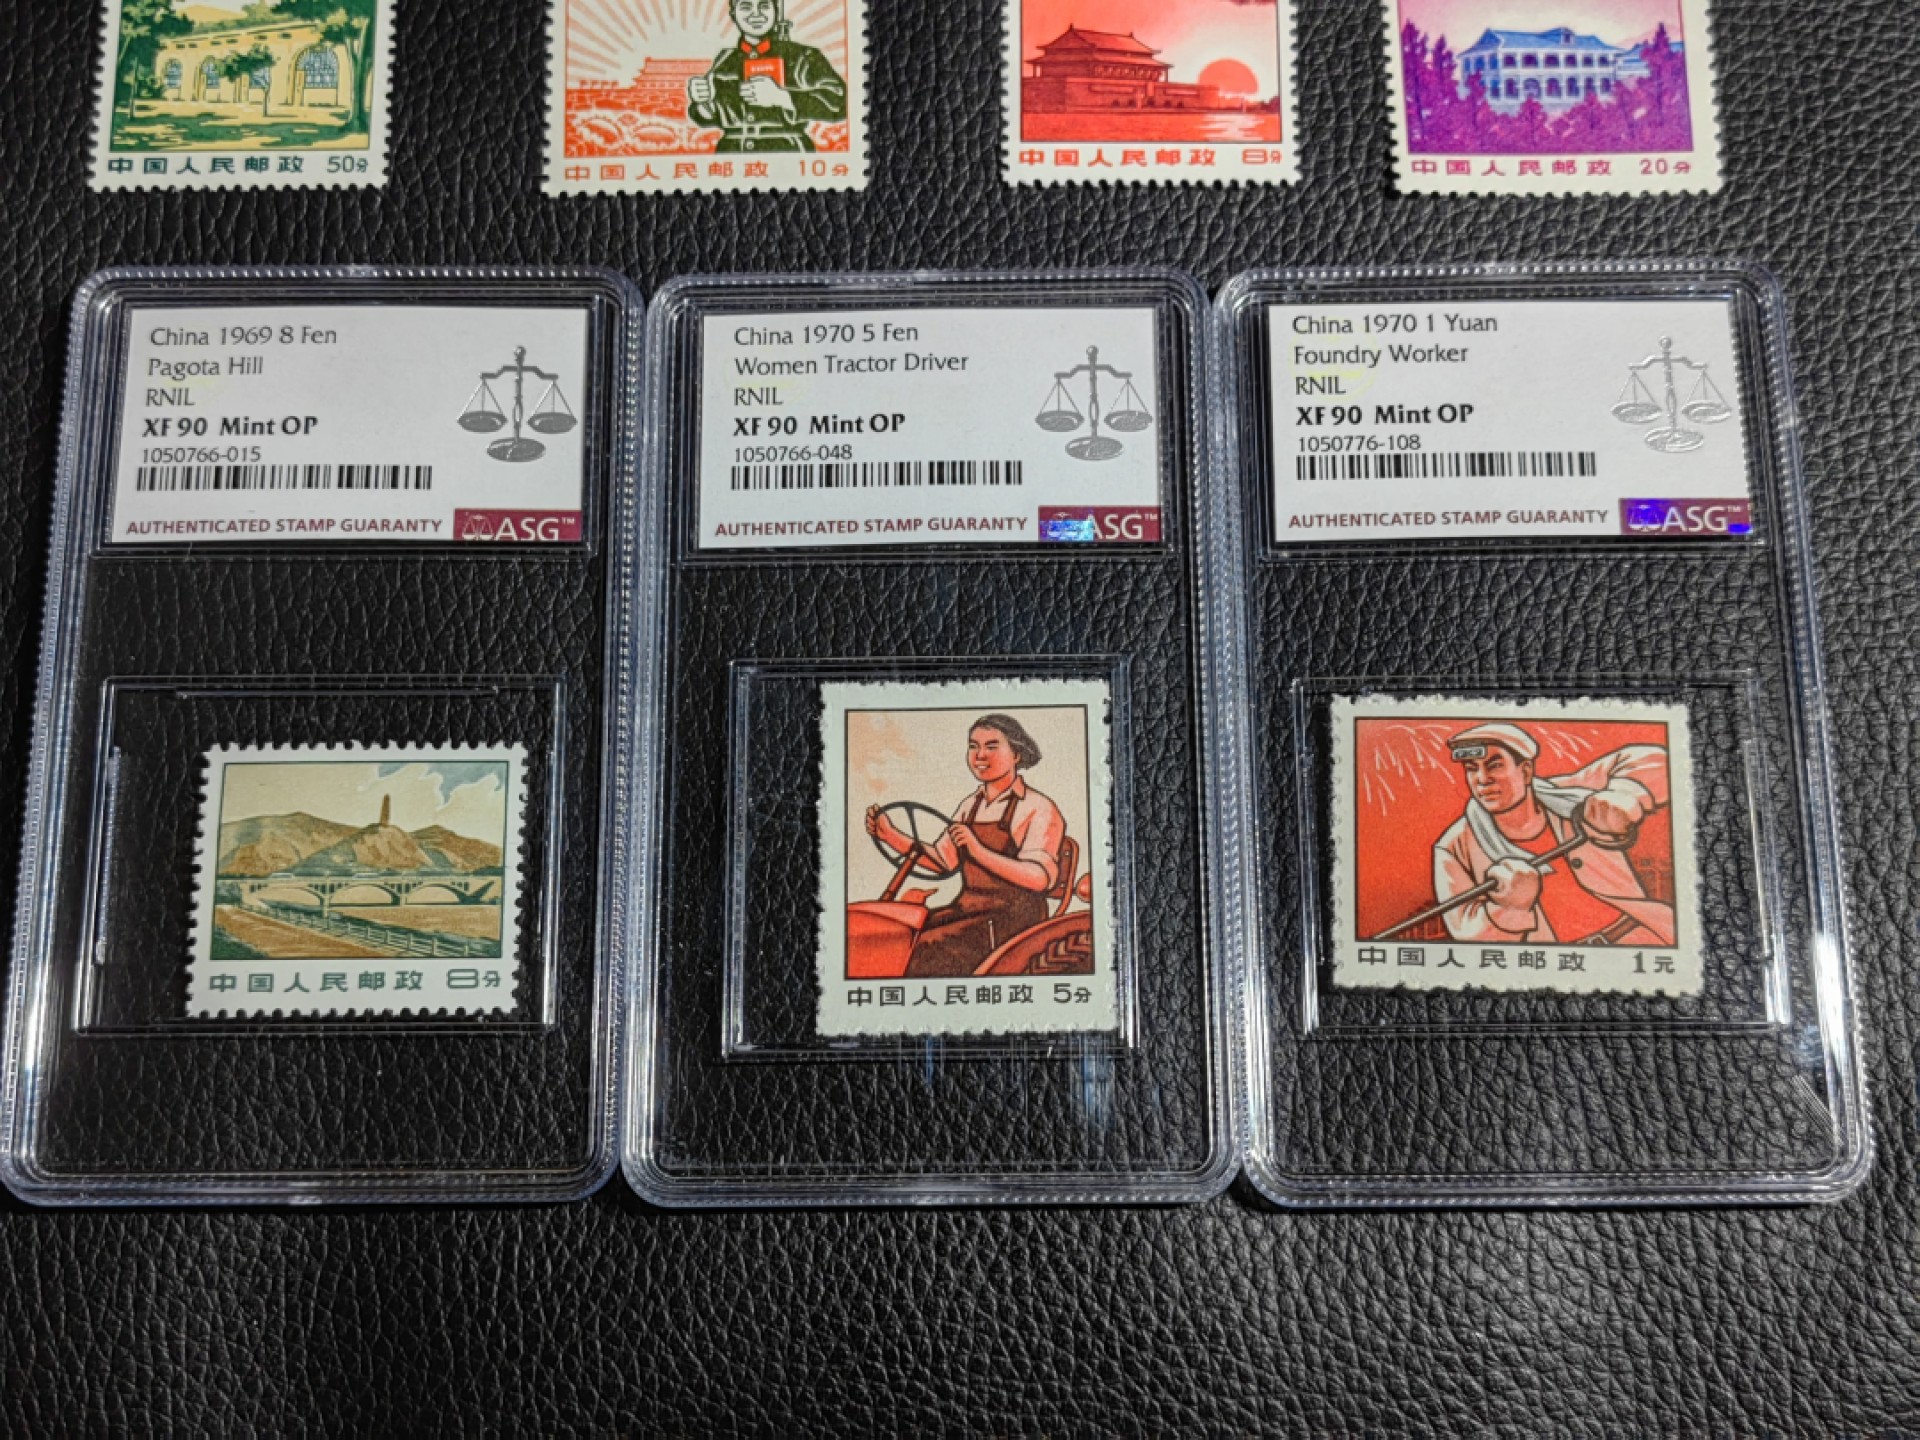 中国人民邮政 50分
中国人民邮政 10分
中国人民邮政 8分
中国人民邮政 20分
China 1969 8 Fen
Pagota Hill
RNIL
XF 90 Mint OP
1050766-015
AUTHENTICATED STAMP GUARANTY ASG™
China 1970 5 Fen
Women Tractor Driver
RNIL
XF 90 Mint OP
1050766-048
AUTHENTICATED STAMP GUARANTY ASG™
China 1970 1 Yuan
Foundry Worker
RNIL
XF 90 Mint OP
1050776-108
AUTHENTICATED STAMP GUARANTY ASG™
中国人民邮政 8分
中国人民邮政 5分
中国人民邮政 1元